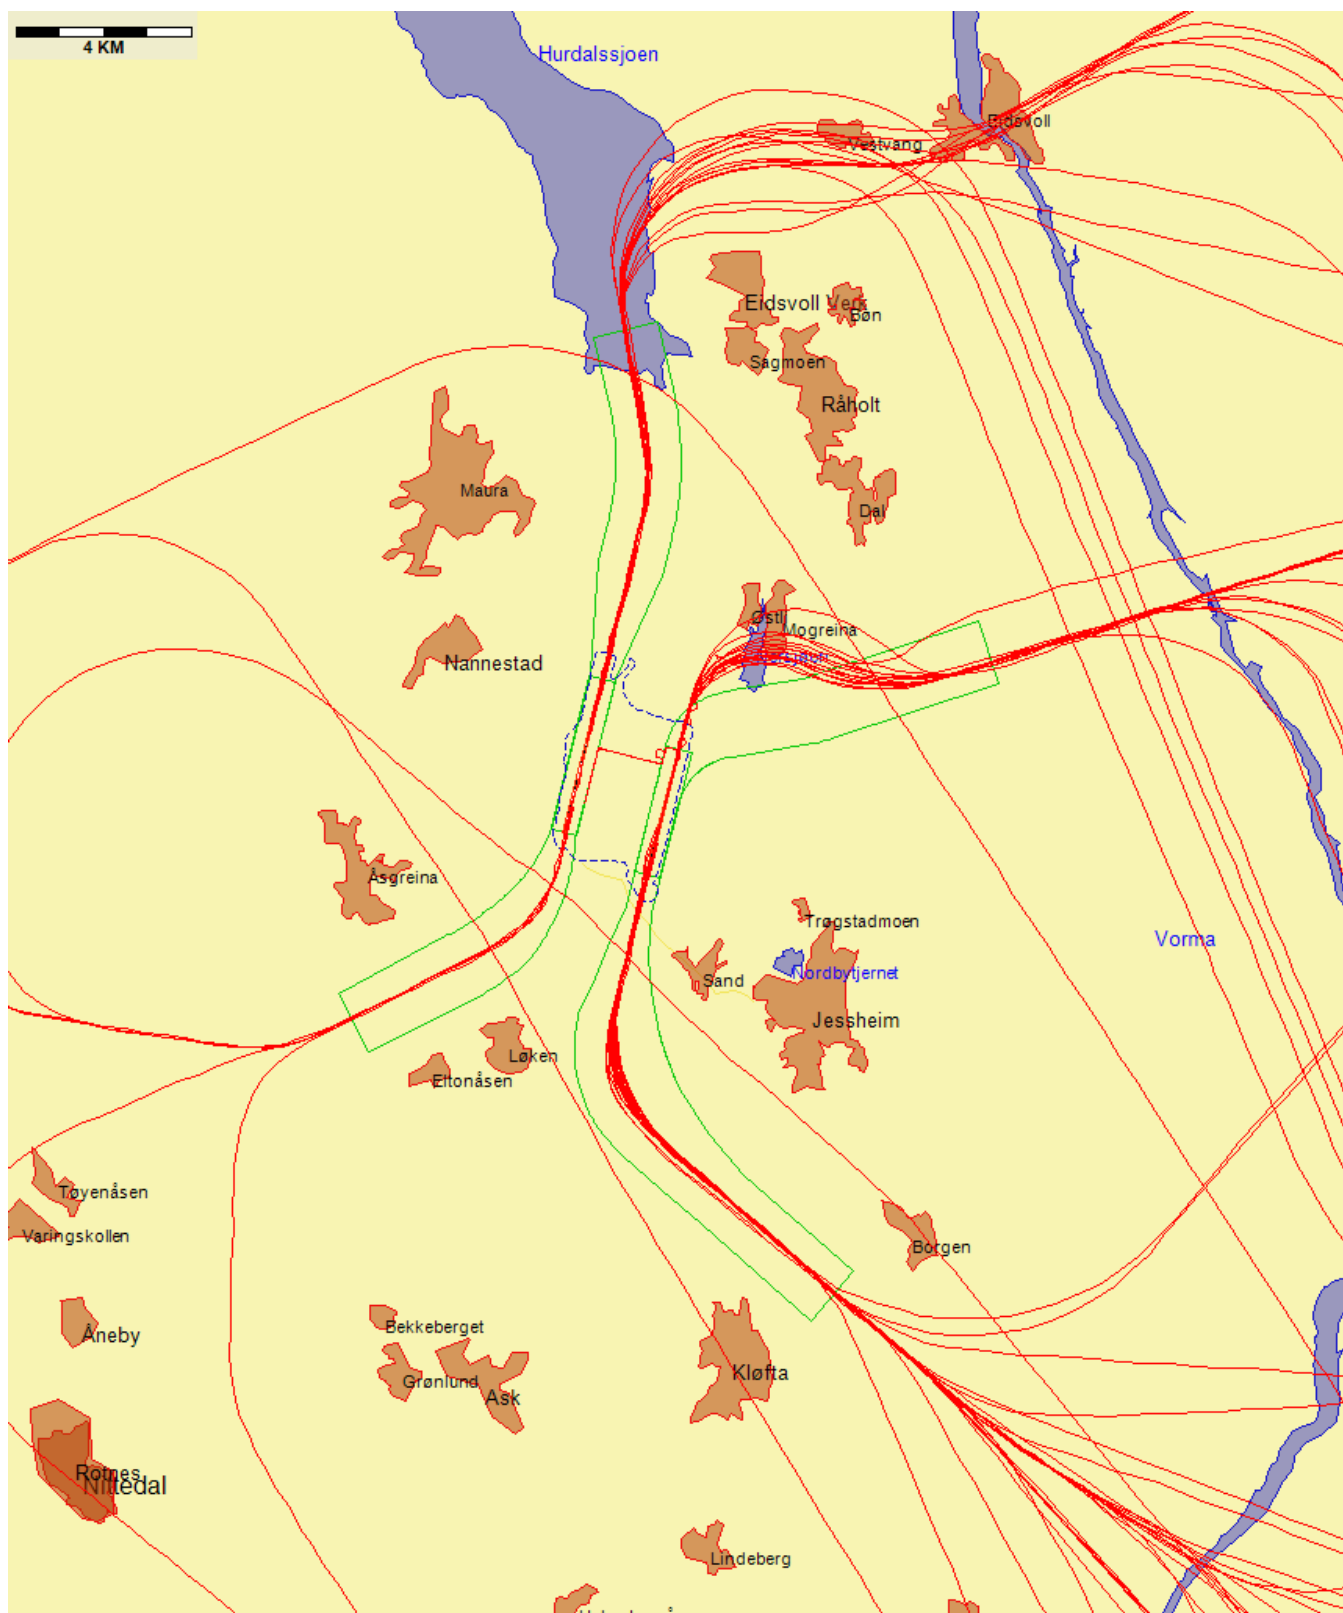 4 KM
Hurdalssjoen
Eidsvoll
Vestvang
Eidsvoll Verk
Bøn
Sagmoen
Råholt
Maura
Dal
Mogreina
Nannestad
Åsgreina
Trøgstadmoen
Vorma
Nordbytjernet
Sand
Jessheim
Løken
Eltonåsen
Tøyenåsen
Varingskollen
Borgen
Bekkeberget
Åneby
Kløfta
Grønlund
Ask
Rotnes
Nittedal
Lindeberg